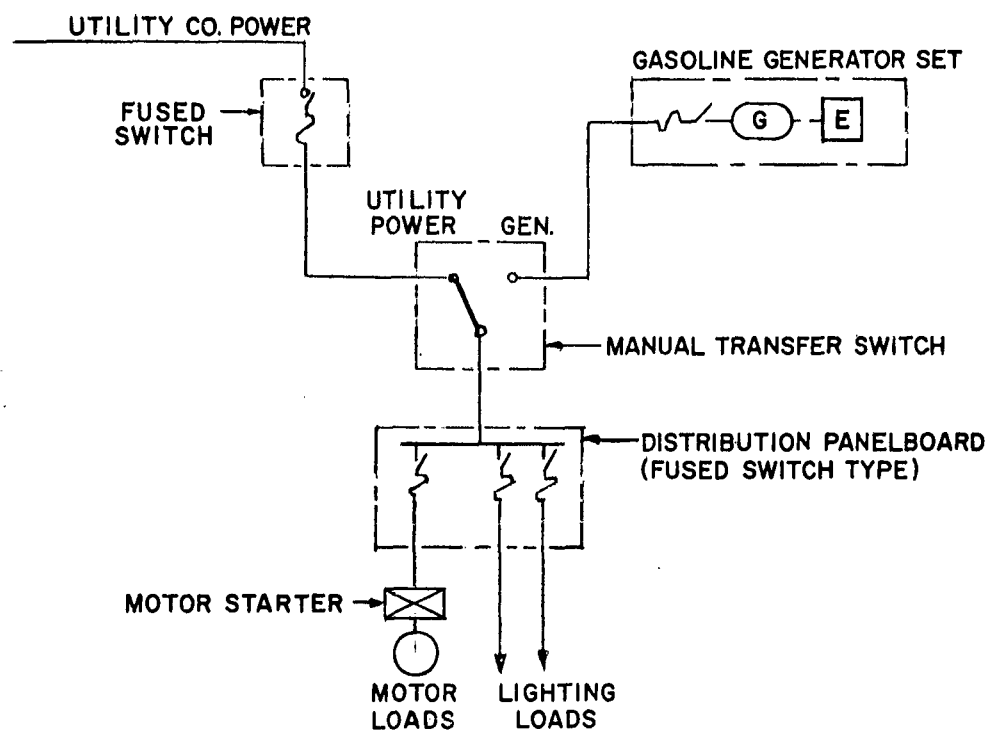 UTILITY CO. POWER
GASOLINE GENERATOR SET
FUSED
SWITCH
G
E
UTILITY
POWER
GEN.
MANUAL TRANSFER SWITCH
DISTRIBUTION PANELBOARD
(FUSED SWITCH TYPE)
MOTOR STARTER
MOTOR
LOADS
LIGHTING
LOADS